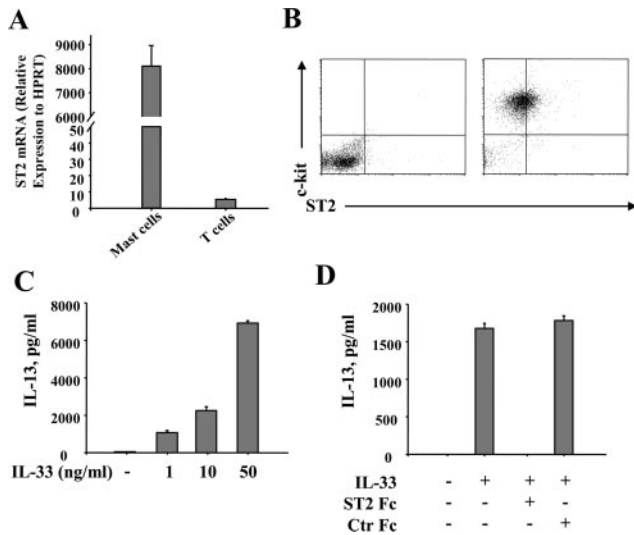 A
ST2 mRNA (Relative
Expression to HPRT)
9000
8000
7000
6000
50
40
30
20
10
0
Mast cells
T cells
B
c-kit
ST2
C
IL-13, pg/ml
8000
6000
4000
2000
0
IL-33 (ng/ml) - 1 10 50
D
IL-13, pg/ml
2000
1500
1000
500
0
IL-33 - + + +
ST2 Fc - - + -
Ctr Fc - - - +